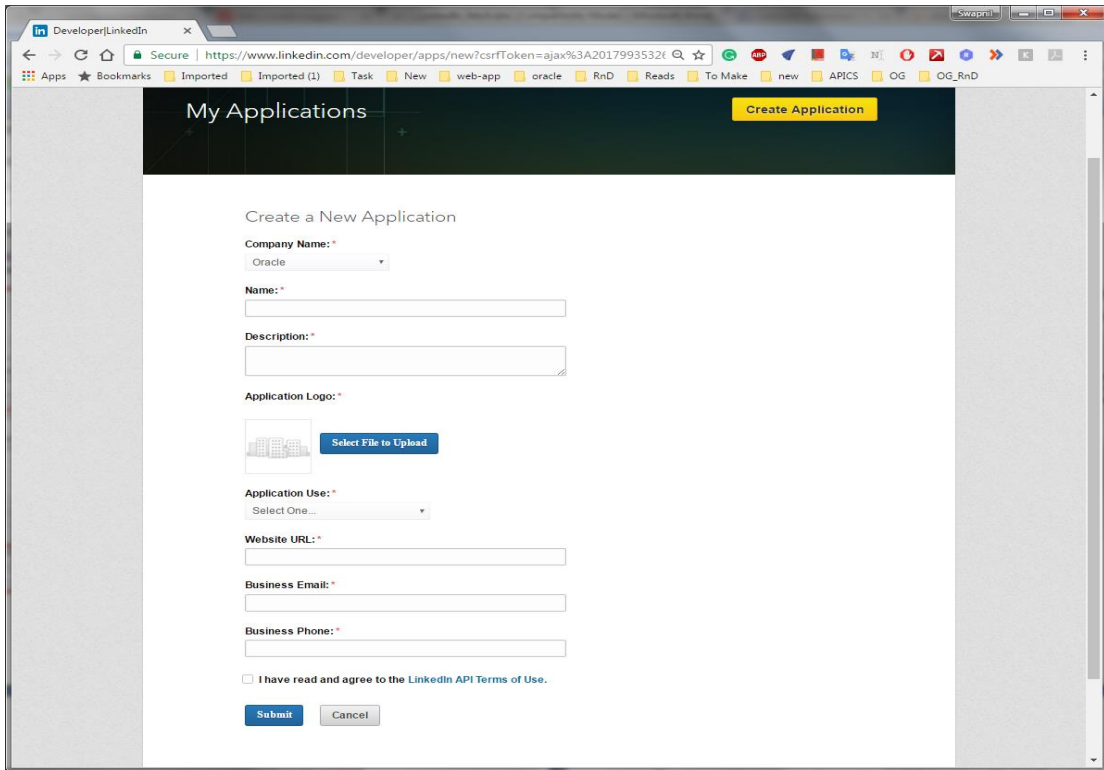 Swapnil
in Developer|LinkedIn
Secure | https://www.linkedin.com/developer/apps/new?csrfToken=ajax%3A2017993532
ABP
Apps Bookmarks Imported Imported (1) Task New web-app oracle RnD Reads To Make new APICS OG OG_RnD
My Applications
Create Application
Create a New Application
Company Name: *
Oracle
Name: *
Description: *
Application Logo: *
Select File to Upload
Application Use: *
Select One...
Website URL: *
Business Email: *
Business Phone: *
I have read and agree to the LinkedIn API Terms of Use.
Submit Cancel